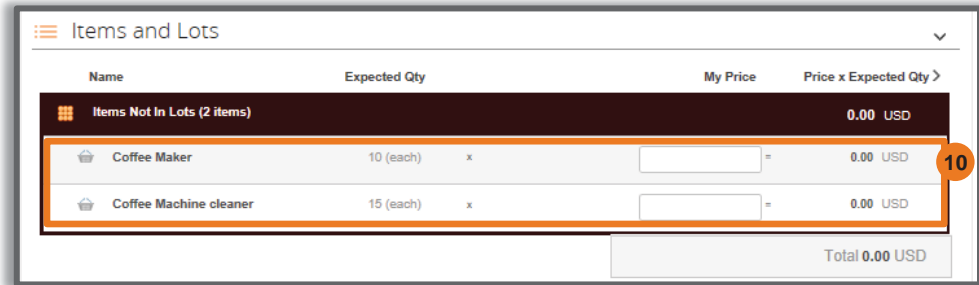 Items and Lots
Name Expected Qty My Price Price x Expected Qty >
Items Not In Lots (2 items) 0.00 USD
Coffee Maker 10 (each) x = 0.00 USD
10
Coffee Machine cleaner 15 (each) x = 0.00 USD
Total 0.00 USD